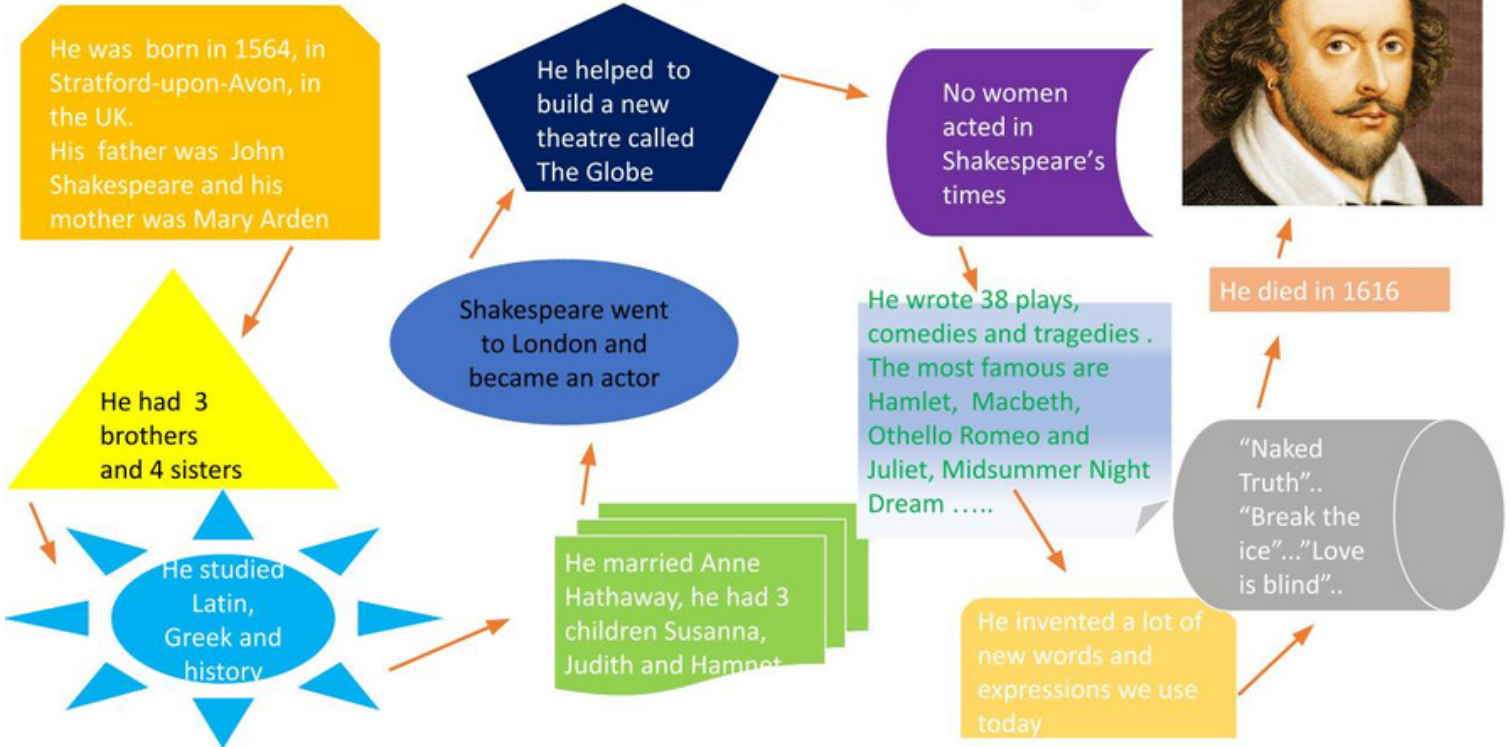 He was born in 1564, in
Stratford-upon-Avon, in
the UK.
His father was John
Shakespeare and his
mother was Mary Arden
He had 3
brothers
and 4 sisters
He studied
Latin,
Greek and
history
He married Anne
Hathaway, he had 3
children Susanna,
Judith and Hamnet
Shakespeare went
to London and
became an actor
He helped to
build a new
theatre called
The Globe
No women
acted in
Shakespeare's
times
He wrote 38 plays,
comedies and tragedies .
The most famous are
Hamlet, Macbeth,
Othello Romeo and
Juliet, Midsummer Night
Dream …..
He invented a lot of
new words and
expressions we use
today
“Naked
Truth”..
“Break the
ice”...”Love
is blind”..
He died in 1616